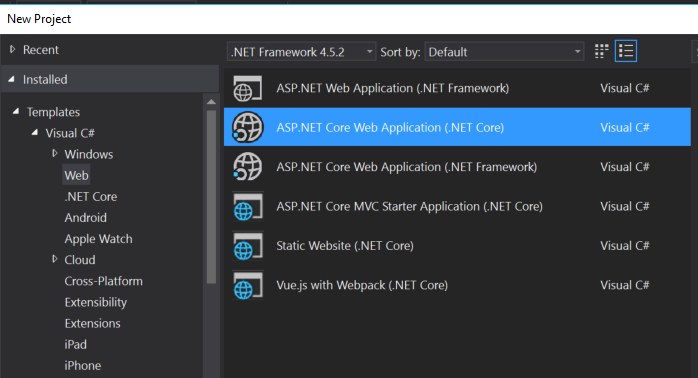 New Project
Recent
.NET Framework 4.5.2 Sort by: Default
Installed
Templates
Visual C#
Windows
Web
.NET Core
Android
Apple Watch
Cloud
Cross-Platform
Extensibility
Extensions
iPad
iPhone
ASP.NET Web Application (.NET Framework) Visual C#
ASP.NET Core Web Application (.NET Core) Visual C#
ASP.NET Core Web Application (.NET Framework) Visual C#
ASP.NET Core MVC Starter Application (.NET Core) Visual C#
Static Website (.NET Core) Visual C#
Vue.js with Webpack (.NET Core) Visual C#